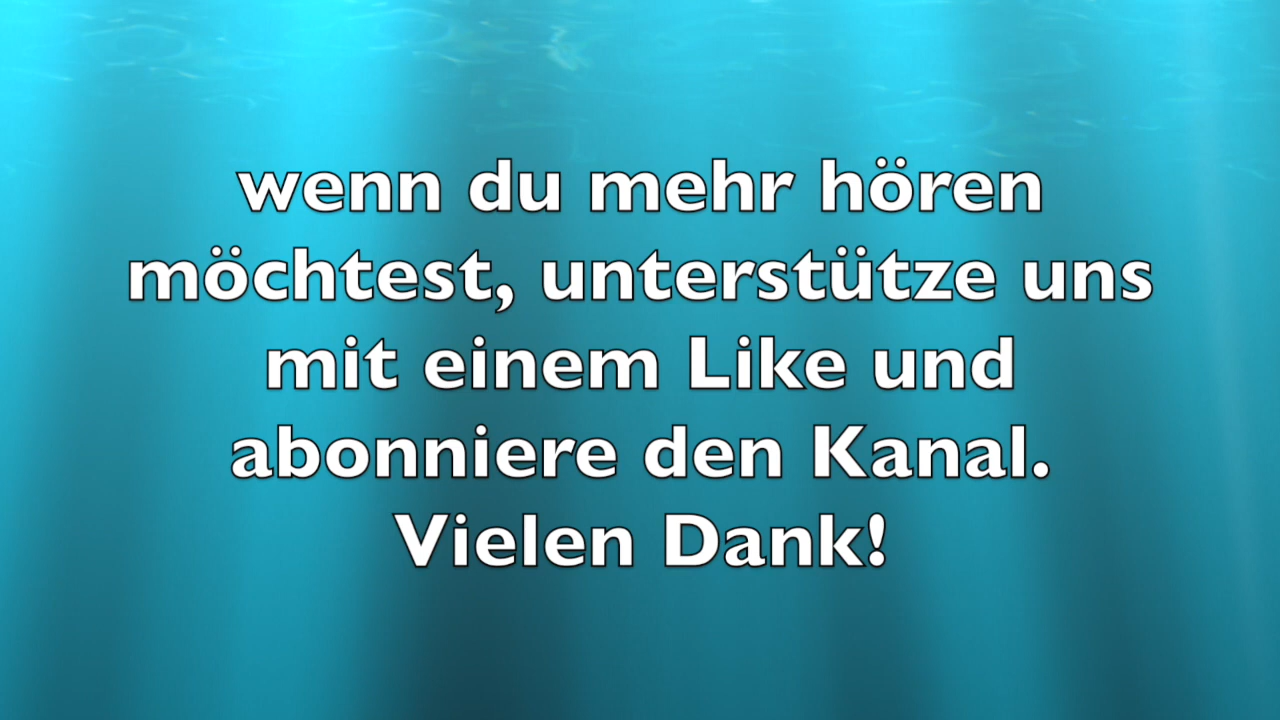 wenn du mehr hören
möchtest, unterstütze uns
mit einem Like und
abonniere den Kanal.
Vielen Dank!